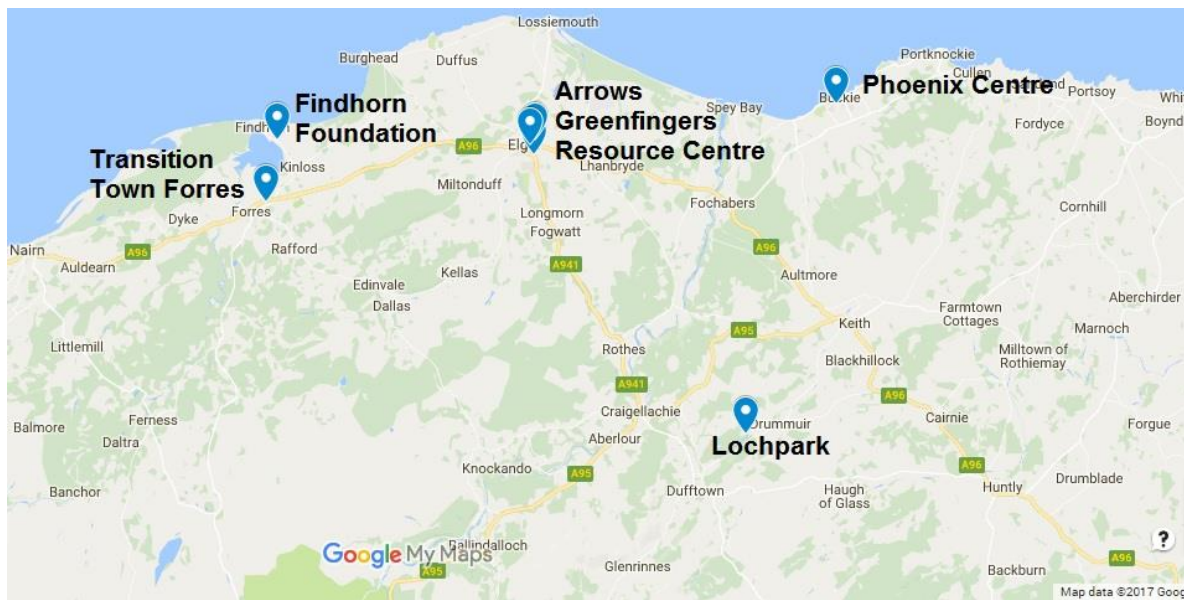 Lossiemouth
Burghead
Duffus
Portknockie
Cullen
Portsoy
Arrows
Greenfingers
Resource Centre
Phoenix Centre
Spey Bay
Buckie
Fordyce
Boynd
Findhorn
Foundation
Findhorn
A96
Elgin
Lhanbryde
Transition
Town Forres
Kinloss
Miltonduff
Fochabers
Cornhill
Forres
Dyke
Longmorn
Fogwatt
Rafford
Nairn
A96
Auldearn
A96
A941
Kellas
Aultmore
Edinvale
Dallas
Aberchirder
Farmtown
Cottages
Keith
Marnoch
A95
Littlemill
Rothes
Blackhillock
Milltown of
Rothiemay
A941
A96
Craigellachie
Ferness
Balmore
Daltra
Drummuir
Cairnie
Forgue
Aberlour
Lochpark
Knockando
A95
A96
Banchor
Dufftown
Haugh
of Glass
Huntly
Drumblade
Google My Maps
Ballindalloch
Glenrinnes
A95
Backburn
A96
?
Map data ©2017 Goog